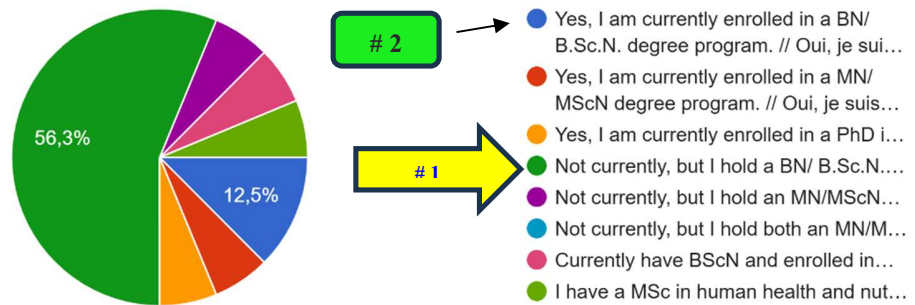 56,3%
12,5%
# 2
# 1
Yes, I am currently enrolled in a BN/
B.Sc.N. degree program. // Oui, je sui…
Yes, I am currently enrolled in a MN/
MScN degree program. // Oui, je suis…
Yes, I am currently enrolled in a PhD i…
Not currently, but I hold a BN/ B.Sc.N.…
Not currently, but I hold an MN/MScN…
Not currently, but I hold both an MN/M…
Currently have BScN and enrolled in…
I have a MSc in human health and nut…